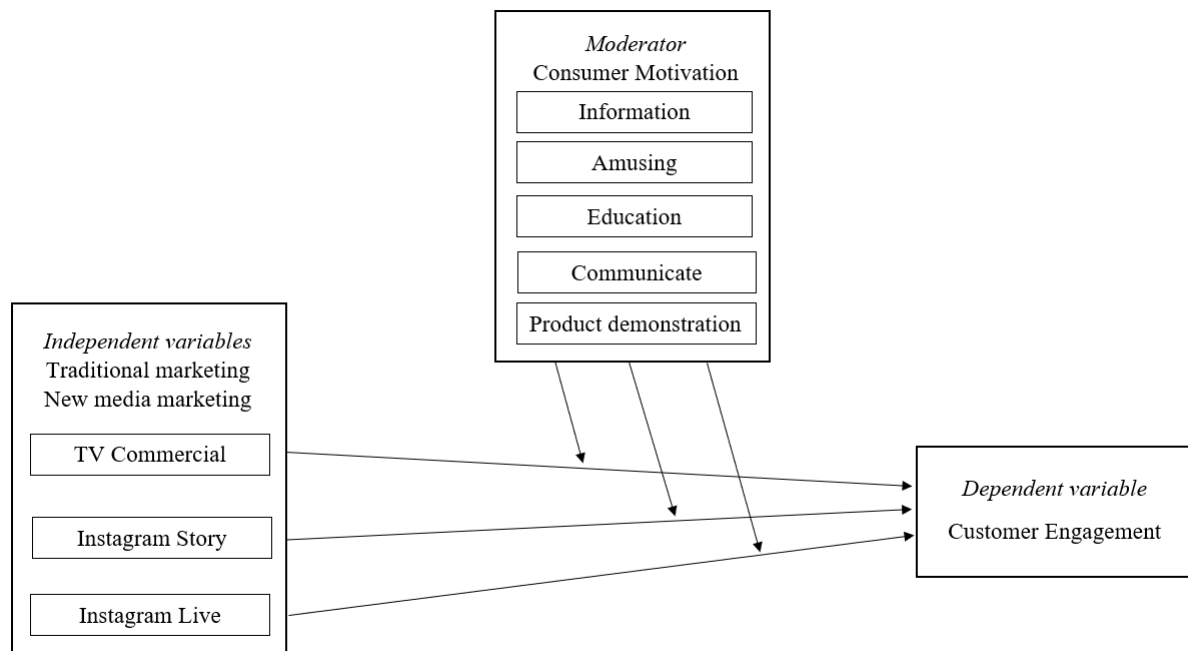 Moderator
Consumer Motivation
Information
Amusing
Education
Communicate
Product demonstration
Independent variables
Traditional marketing
New media marketing
TV Commercial
Instagram Story
Instagram Live
Dependent variable
Customer Engagement